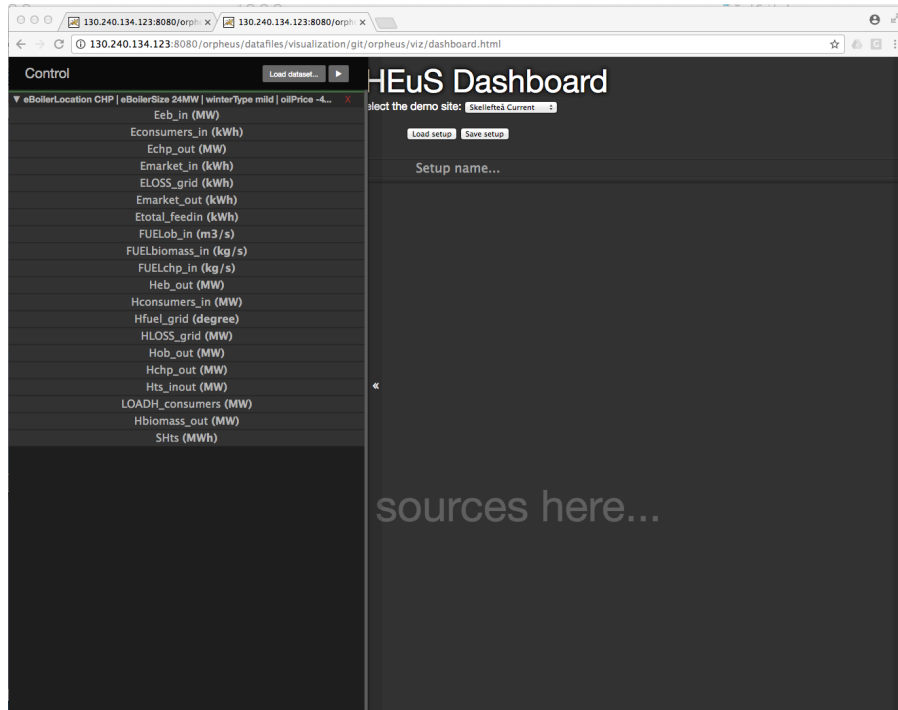 130.240.134.123:8080/orph x
130.240.134.123:8080/orph x
130.240.134.123:8080/orpheus/datafiles/visualization/git/orpheus/viz/dashboard.html
Control
Load dataset...
HEuS Dashboard
elect the demo site: Skellefteå Current
▼ eBoilerLocation CHP | eBoilerSize 24MW | winterType mild | oilPrice -4... X
Eeb_in (MW)
Econsumers_in (kWh)
Load setup Save setup
Echp_out (MW)
Emarket_in (kWh)
Setup name...
ELOSS_grid (kWh)
Emarket_out (kWh)
Etotal_feedin (kWh)
FUELob_in (m3/s)
FUELbiomass_in (kg/s)
FUELchp_in (kg/s)
Heb_out (MW)
Hconsumers_in (MW)
Hfuel_grid (degree)
HLOSS_grid (MW)
Hob_out (MW)
Hchp_out (MW)
Hts_inout (MW)
«
LOADH_consumers (MW)
Hbiomass_out (MW)
SHts (MWh)
sources here...